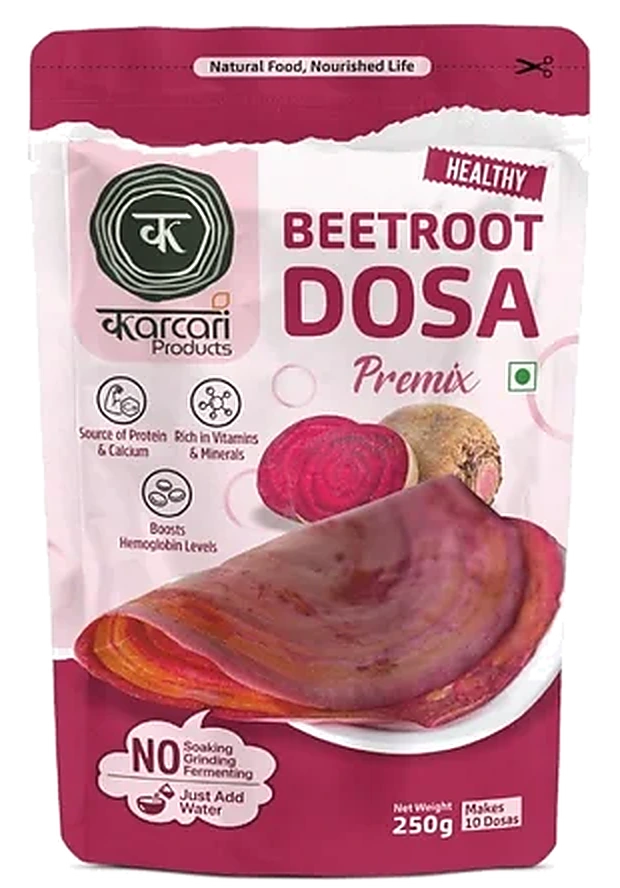 Natural Food, Nourished Life
HEALTHY
क
कarcari
Products
BEETROOT
DOSA
Premix
Source of Protein
& Calcium
Rich in Vitamins
& Minerals
Boosts
Hemoglobin Levels
NO Soaking
Grinding
Fermenting
Just Add
Water
Net Weight
250g
Makes
10 Dosas